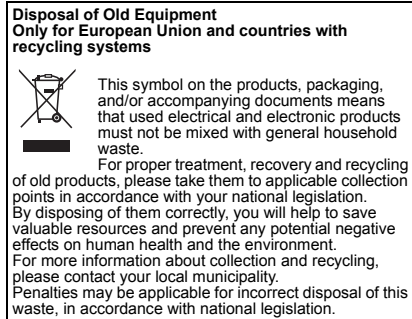 Disposal of Old Equipment
Only for European Union and countries with
recycling systems
This symbol on the products, packaging,
and/or accompanying documents means
that used electrical and electronic products
must not be mixed with general household
waste.
For proper treatment, recovery and recycling
of old products, please take them to applicable collection
points in accordance with your national legislation.
By disposing of them correctly, you will help to save
valuable resources and prevent any potential negative
effects on human health and the environment.
For more information about collection and recycling,
please contact your local municipality.
Penalties may be applicable for incorrect disposal of this
waste, in accordance with national legislation.